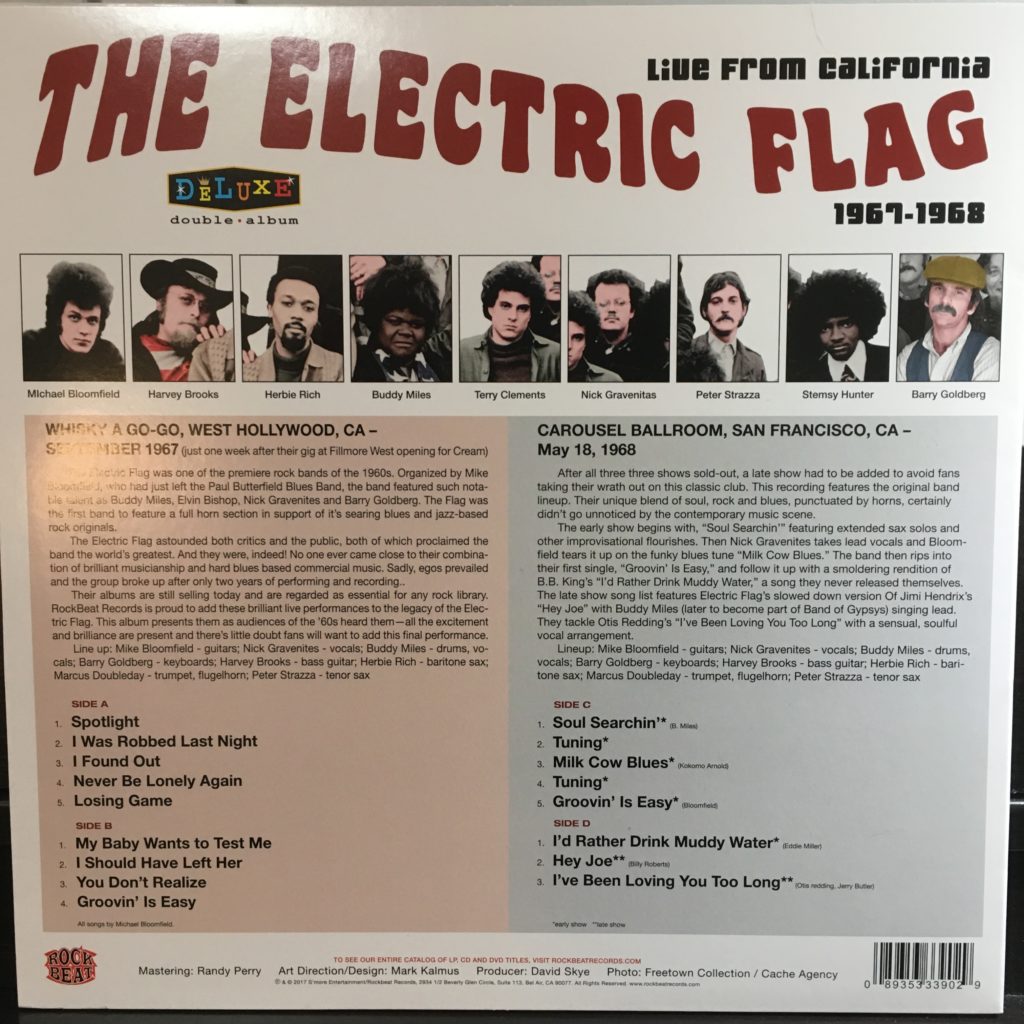 LIVE FROM CALIFORNIA
THE ELECTRIC FLAG
1967-1968
DELUXE
double • album
MIchael Bloomfield
Harvey Brooks
Herbie Rich
Buddy Miles
Terry Clements
Nick Gravenitas
Peter Strazza
Stemsy Hunter
Barry Goldberg
WHISKY A GO-GO, WEST HOLLYWOOD, CA –
SEPTEMBER 1967 (just one week after their gig at Fillmore West opening for Cream)
The Electric Flag was one of the premiere rock bands of the 1960s. Organized by Mike
Bloomfield, who had just left the Paul Butterfield Blues Band, the band featured such nota-
ble talent as Buddy Miles, Elvin Bishop, Nick Gravenites and Barry Goldberg. The Flag was
the first band to feature a full horn section in support of it's searing blues and jazz-based
rock originals.
The Electric Flag astounded both critics and the public, both of which proclaimed the
band the world's greatest. And they were, indeed! No one ever came close to their combina-
tion of brilliant musicianship and hard blues based commercial music. Sadly, egos prevailed
and the group broke up after only two years of performing and recording..
Their albums are still selling today and are regarded as essential for any rock library.
RockBeat Records is proud to add these brilliant live performances to the legacy of the Elec-
tric Flag. This album presents them as audiences of the '60s heard them—all the excitement
and brilliance are present and there's little doubt fans will want to add this final performance.
Line up: Mike Bloomfield - guitars; Nick Gravenites - vocals; Buddy Miles - drums, vo-
cals; Barry Goldberg - keyboards; Harvey Brooks - bass guitar; Herbie Rich - baritone sax;
Marcus Doubleday - trumpet, flugelhorn; Peter Strazza - tenor sax
SIDE A
1. Spotlight
2. I Was Robbed Last Night
3. I Found Out
4. Never Be Lonely Again
5. Losing Game
SIDE B
1. My Baby Wants to Test Me
2. I Should Have Left Her
3. You Don't Realize
4. Groovin' Is Easy
All songs by Michael Bloomfield.
CAROUSEL BALLROOM, SAN FRANCISCO, CA –
May 18, 1968
After all three three shows sold-out, a late show had to be added to avoid fans
taking their wrath out on this classic club. This recording features the original band
lineup. Their unique blend of soul, rock and blues, punctuated by horns, certainly
didn't go unnoticed by the contemporary music scene.
The early show begins with, "Soul Searchin'" featuring extended sax solos and
other improvisational flourishes. Then Nick Gravenites takes lead vocals and Bloom-
field tears it up on the funky blues tune "Milk Cow Blues." The band then rips into
their first single, "Groovin' Is Easy," and follow it up with a smoldering rendition of
B.B. King's "I'd Rather Drink Muddy Water," a song they never released themselves.
The late show song list features Electric Flag's slowed down version Of Jimi Hendrix's
"Hey Joe" with Buddy Miles (later to become part of Band of Gypsys) singing lead.
They tackle Otis Redding's "I've Been Loving You Too Long" with a sensual, soulful
vocal arrangement.
Lineup: Mike Bloomfield - guitars; Nick Gravenites - vocals; Buddy Miles - drums,
vocals; Barry Goldberg - keyboards; Harvey Brooks - bass guitar; Herbie Rich - bari-
tone sax; Marcus Doubleday - trumpet, flugelhorn; Peter Strazza - tenor sax
SIDE C
1. Soul Searchin'* (B. Miles)
2. Tuning*
3. Milk Cow Blues* (Kokomo Arnold)
4. Tuning*
5. Groovin' Is Easy* (Bloomfield)
SIDE D
1. I'd Rather Drink Muddy Water* (Eddie Miller)
2. Hey Joe** (Billy Roberts)
3. I've Been Loving You Too Long** (Otis redding, Jerry Butler)
*early show **late show
ROCK BEAT
TO SEE OUR ENTIRE CATALOG OF LP, CD AND DVD TITLES, VISIT ROCKBEATRECORDS.COM
Mastering: Randy Perry Art Direction/Design: Mark Kalmus Producer: David Skye Photo: Freetown Collection / Cache Agency
℗ & © 2017 S'more Entertainment/Rockbeat Records, 2934 1/2 Beverly Glen Circle, Suite 113, Bel Air, CA 90077. All Rights Reserved. www.rockbeatrecords.com
0 89353 33902 9